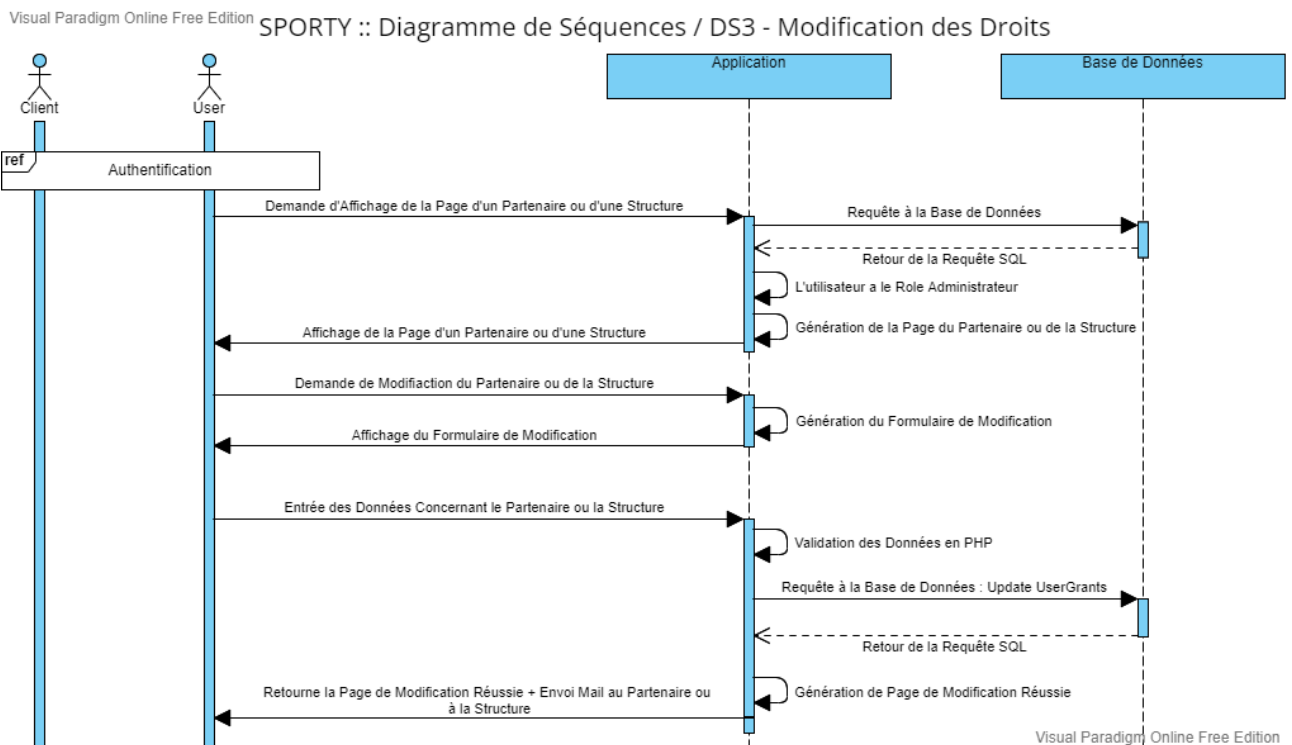 Visual Paradigm Online Free Edition
SPORTY :: Diagramme de Séquences / DS3 - Modification des Droits
Client
User
Application
Base de Données
ref
Authentification
Demande d'Affichage de la Page d'un Partenaire ou d'une Structure
Requête à la Base de Données
Retour de la Requête SQL
L'utilisateur a le Role Administrateur
Génération de la Page du Partenaire ou de la Structure
Affichage de la Page d'un Partenaire ou d'une Structure
Demande de Modifiaction du Partenaire ou de la Structure
Génération du Formulaire de Modification
Affichage du Formulaire de Modification
Entrée des Données Concernant le Partenaire ou la Structure
Validation des Données en PHP
Requête à la Base de Données : Update UserGrants
Retour de la Requête SQL
Génération de Page de Modification Réussie
Retourne la Page de Modification Réussie + Envoi Mail au Partenaire ou
à la Structure
Visual Paradigm Online Free Edition